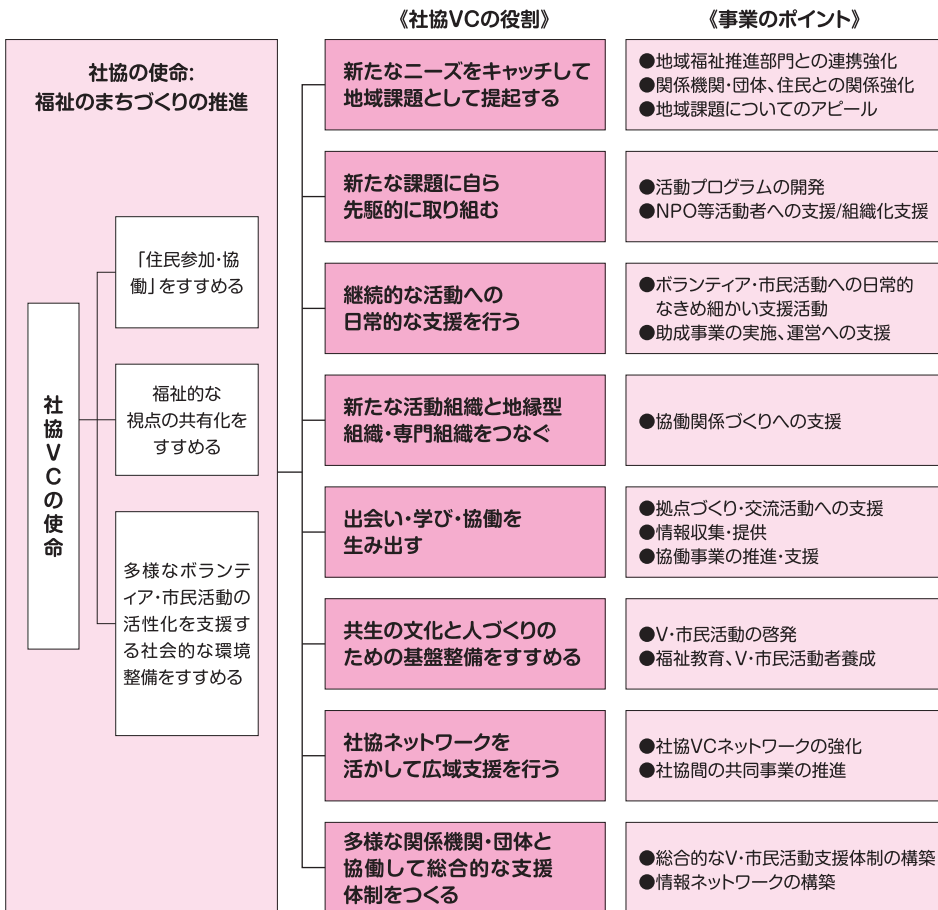 《社協VCの役割》
《事業のポイント》
社協の使命:
福祉のまちづくりの推進
社協VCの使命
「住民参加・協
働」をすすめる
福祉的な
視点の共有化を
すすめる
多様なボランテ
ィア・市民活動の
活性化を支援す
る社会的な環境
整備をすすめる
新たなニーズをキャッチして
地域課題として提起する
●地域福祉推進部門との連携強化
●関係機関・団体、住民との関係強化
●地域課題についてのアピール
新たな課題に自ら
先駆的に取り組む
●活動プログラムの開発
●NPO等活動者への支援/組織化支援
継続的な活動への
日常的な支援を行う
●ボランティア・市民活動への日常的
なきめ細かい支援活動
●助成事業の実施、運営への支援
新たな活動組織と地縁型
組織・専門組織をつなぐ
●協働関係づくりへの支援
出会い・学び・協働を
生み出す
●拠点づくり・交流活動への支援
●情報収集・提供
●協働事業の推進・支援
共生の文化と人づくりの
ための基盤整備をすすめる
●V・市民活動の啓発
●福祉教育、V・市民活動者養成
社協ネットワークを
活かして広域支援を行う
●社協VCネットワークの強化
●社協間の共同事業の推進
多様な関係機関・団体と
協働して総合的な支援
体制をつくる
●総合的なV・市民活動支援体制の構築
●情報ネットワークの構築